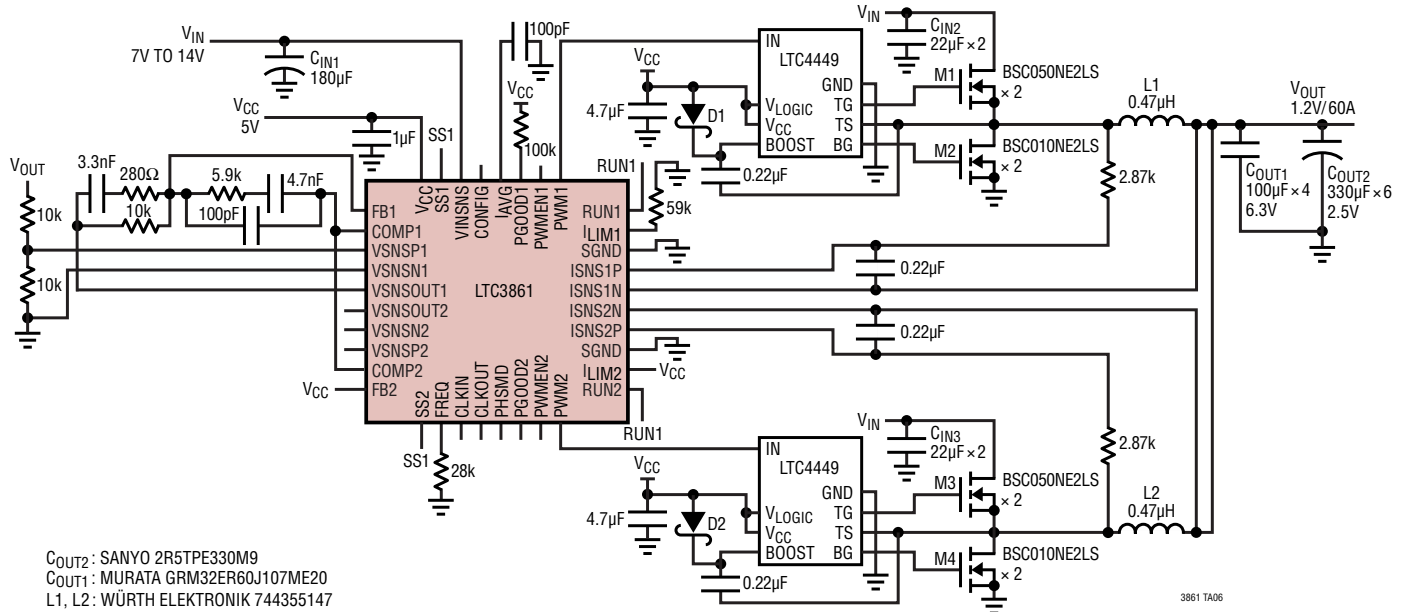 VIN
7V TO 14V
CIN1
180µF
VCC
5V
1µF
SS1
100pF
VCC
100k
VOUT
10k
10k
3.3nF
280Ω
10k
5.9k
4.7nF
100pF
LTC3861
FB1
COMP1
VSNSP1
VSNSN1
VSNSOUT1
VSNSOUT2
VSNSN2
VSNSP2
COMP2
FB2
VCC
VCC
SS1
VINSNS
CONFIG
IAVG
PGOOD1
PWMEN1
PWM1
RUN1
ILIM1
SGND
ISNS1P
ISNS1N
ISNS2N
ISNS2P
SGND
ILIM2
RUN2
SS2
FREQ
CLKIN
CLKOUT
PHSMD
PGOOD2
PWMEN2
PWM2
RUN1
59k
VCC
RUN1
SS1
28k
VCC
4.7µF
D1
0.22µF
IN
LTC4449
GND
VLOGIC
TG
VCC
TS
BOOST
BG
VIN
CIN2
22µF × 2
M1
BSC050NE2LS
× 2
M2
BSC010NE2LS
× 2
L1
0.47µH
VOUT
1.2V/60A
2.87k
COUT1
100µF × 4
6.3V
COUT2
330µF × 6
2.5V
0.22µF
0.22µF
VCC
4.7µF
D2
0.22µF
IN
LTC4449
GND
VLOGIC
TG
VCC
TS
BOOST
BG
VIN
CIN3
22µF × 2
M3
BSC050NE2LS
× 2
M4
BSC010NE2LS
× 2
2.87k
L2
0.47µH
COUT2 : SANYO 2R5TPE330M9
COUT1 : MURATA GRM32ER60J107ME20
L1, L2 : WÜRTH ELEKTRONIK 744355147
3861 TA06